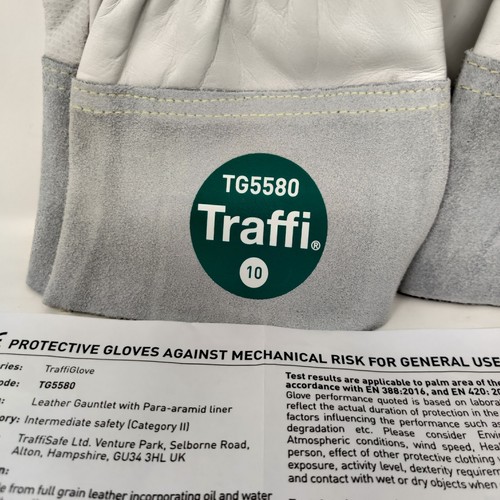 TG5580
Traffi®
10
PROTECTIVE GLOVES AGAINST MECHANICAL RISK FOR GENERAL USE
TraffiGlove
TG5580
Leather Gauntlet with Para-aramid liner
Intermediate safety (Category II)
TraffiSafe Ltd. Venture Park, Selborne Road,
Alton, Hampshire, GU34 3HL UK
from full grain leather incorporating oil and water
Test results are applicable to palm area of the
accordance with EN 388:2016, and EN 420:
Glove performance quoted is based on
reflect the actual duration of protection in the
factors influencing the performance such as
degradation etc. Please consider
Atmospheric conditions, wind speed,
person, effect of other protective clothing
exposure, activity level, dexterity
and contact with wet or dry objects when